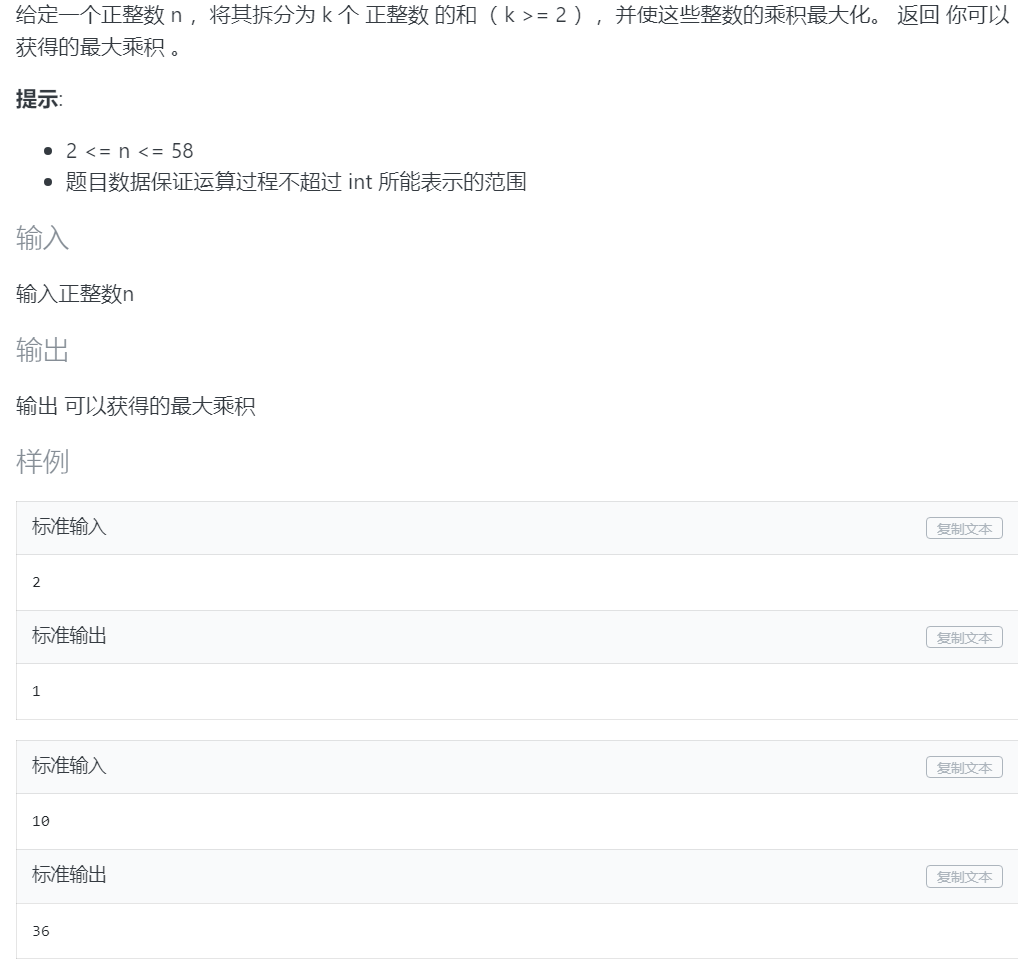 给定一个正整数 n ，将其拆分为 k 个 正整数 的和（ k >= 2 ），并使这些整数的乘积最大化。 返回 你可以
获得的最大乘积 。
提示:
2 <= n <= 58
题目数据保证运算过程不超过 int 所能表示的范围
输入
输入正整数n
输出
输出 可以获得的最大乘积
样例
标准输入 复制文本
2
标准输出 复制文本
1
标准输入 复制文本
10
标准输出 复制文本
36